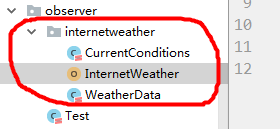 observer
internetweather
CurrentConditions
InternetWeather
WeatherData
Test
9
10
11
12